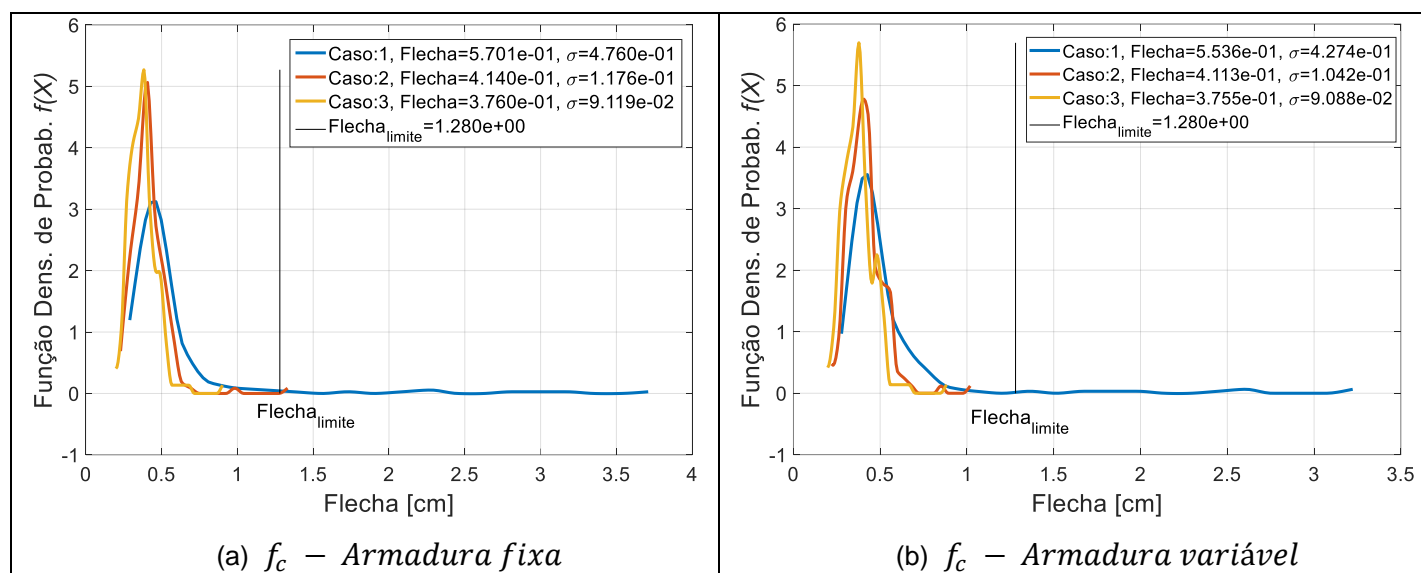 6
5
4
3
2
1
0
-1
Função Dens. de Probab. f(X)
Caso:1, Flecha=5.701e-01, σ=4.760e-01
Caso:2, Flecha=4.140e-01, σ=1.176e-01
Caso:3, Flecha=3.760e-01, σ=9.119e-02
Flecha_limite=1.280e+00
Flecha_limite
0 0.5 1 1.5 2 2.5 3 3.5 4
Flecha [cm]
(a) f_c − Armadura fixa
6
5
4
3
2
1
0
-1
Função Dens. de Probab. f(X)
Caso:1, Flecha=5.536e-01, σ=4.274e-01
Caso:2, Flecha=4.113e-01, σ=1.042e-01
Caso:3, Flecha=3.755e-01, σ=9.088e-02
Flecha_limite=1.280e+00
Flecha_limite
0 0.5 1 1.5 2 2.5 3 3.5
Flecha [cm]
(b) f_c − Armadura variável